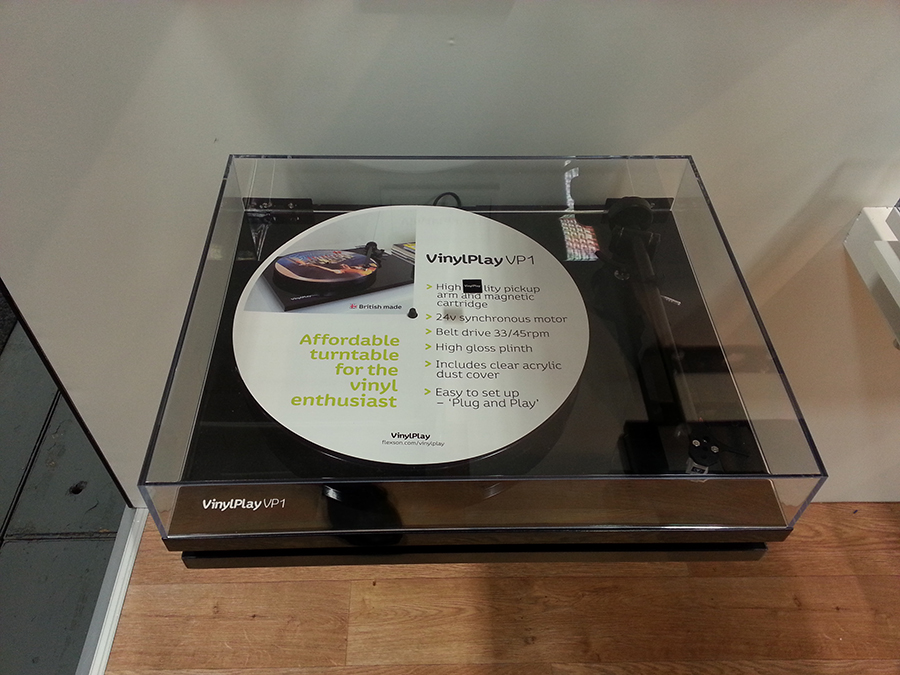 VinylPlay VP1
> High lity pickup
arm and magnetic
cartridge
> 24v synchronous motor
> Belt drive 33/45rpm
> High gloss plinth
> Includes clear acrylic
dust cover
> Easy to set up
– 'Plug and Play'
British made
Affordable
turntable
for the
vinyl
enthusiast
VinylPlay
flexson.com/vinylplay
VinylPlay VP1